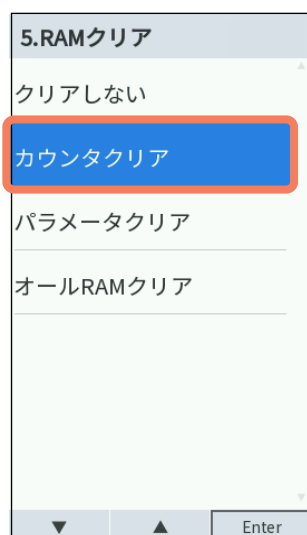 5.RAMクリア
クリアしない
カウンタクリア
パラメータクリア
オールRAMクリア
▼ ▲ Enter